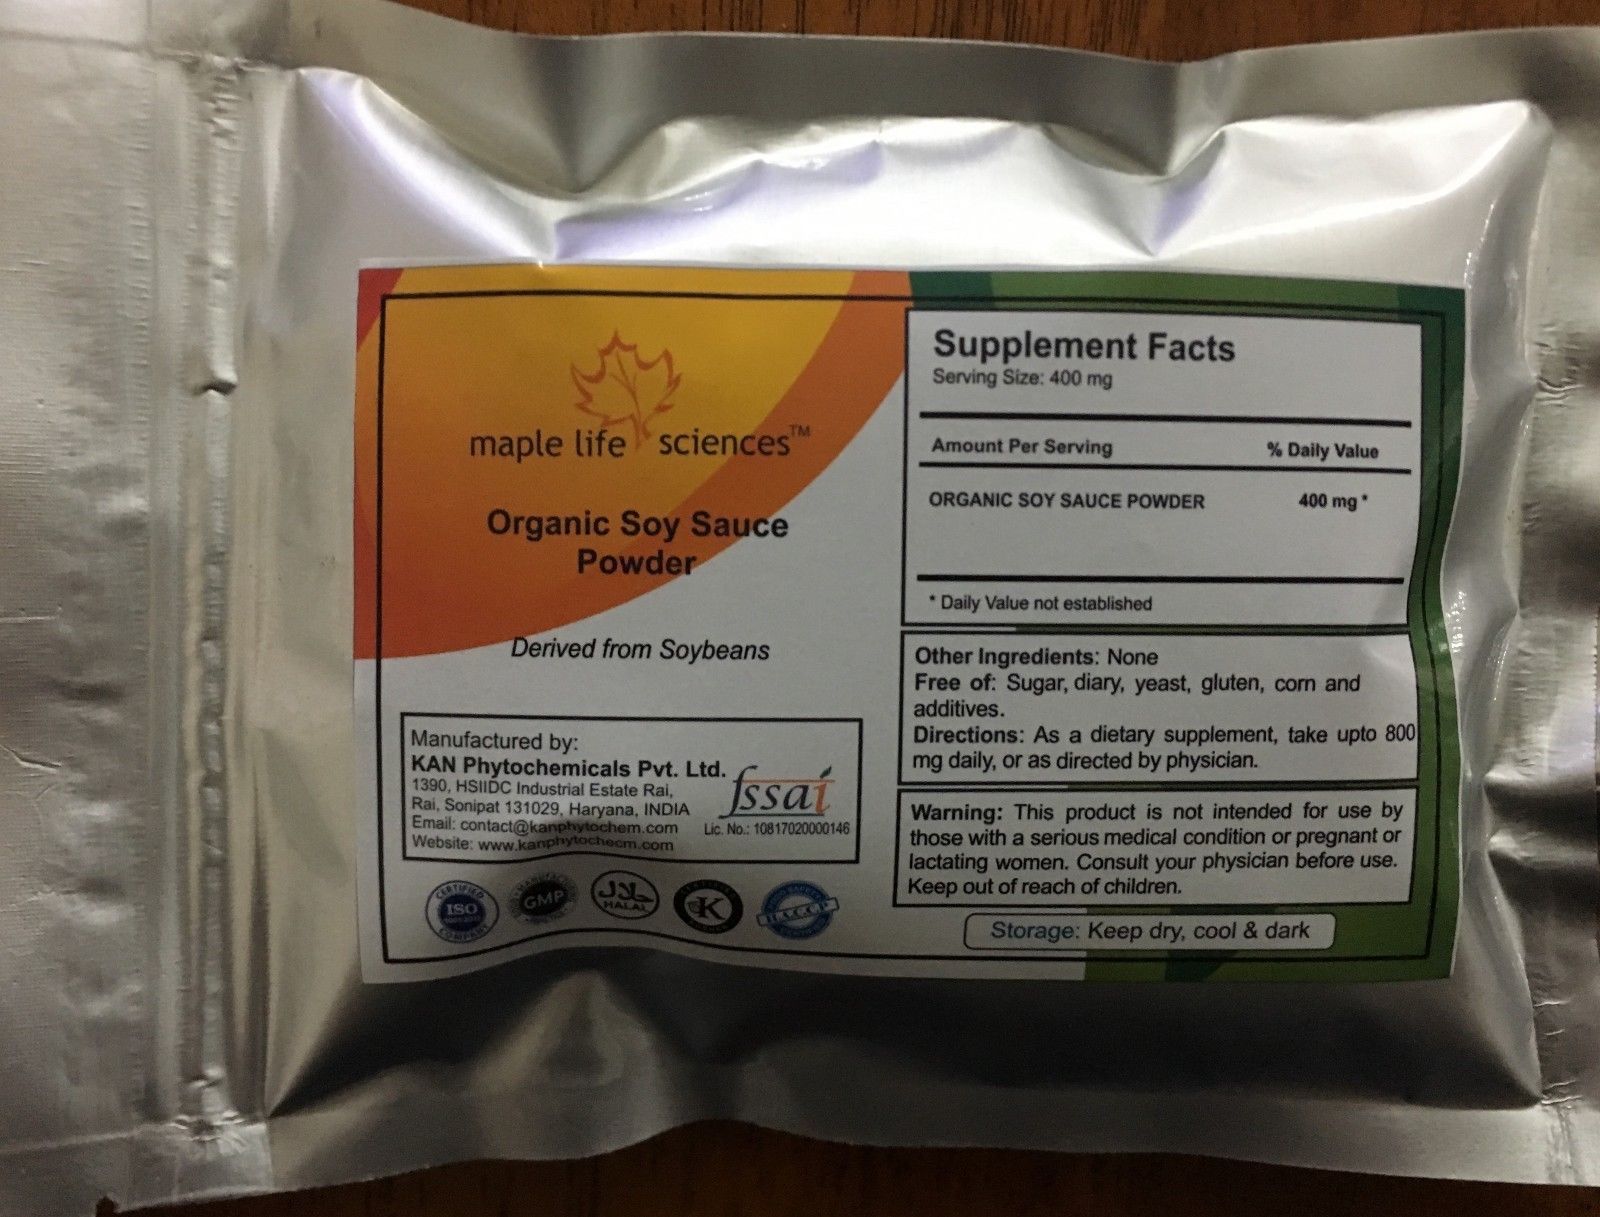 maple life sciences™
Organic Soy Sauce
Powder
Derived from Soybeans
Manufactured by:
KAN Phytochemicals Pvt. Ltd.
1390, HSIIDC Industrial Estate Rai,
Rai, Sonipat 131029, Haryana, INDIA
Email: contact@kanphytochem.com
Website: www.kanphytochecm.com
fssai
Lic. No.: 10817020000146
CERTIFIED
ISO
COMPANY
GMP
حلال
HALAL
K
H.A.C.C.P
Supplement Facts
Serving Size: 400 mg
Amount Per Serving % Daily Value
ORGANIC SOY SAUCE POWDER 400 mg *
* Daily Value not established
Other Ingredients: None
Free of: Sugar, diary, yeast, gluten, corn and
additives.
Directions: As a dietary supplement, take upto 800
mg daily, or as directed by physician.
Warning: This product is not intended for use by
those with a serious medical condition or pregnant or
lactating women. Consult your physician before use.
Keep out of reach of children.
Storage: Keep dry, cool & dark